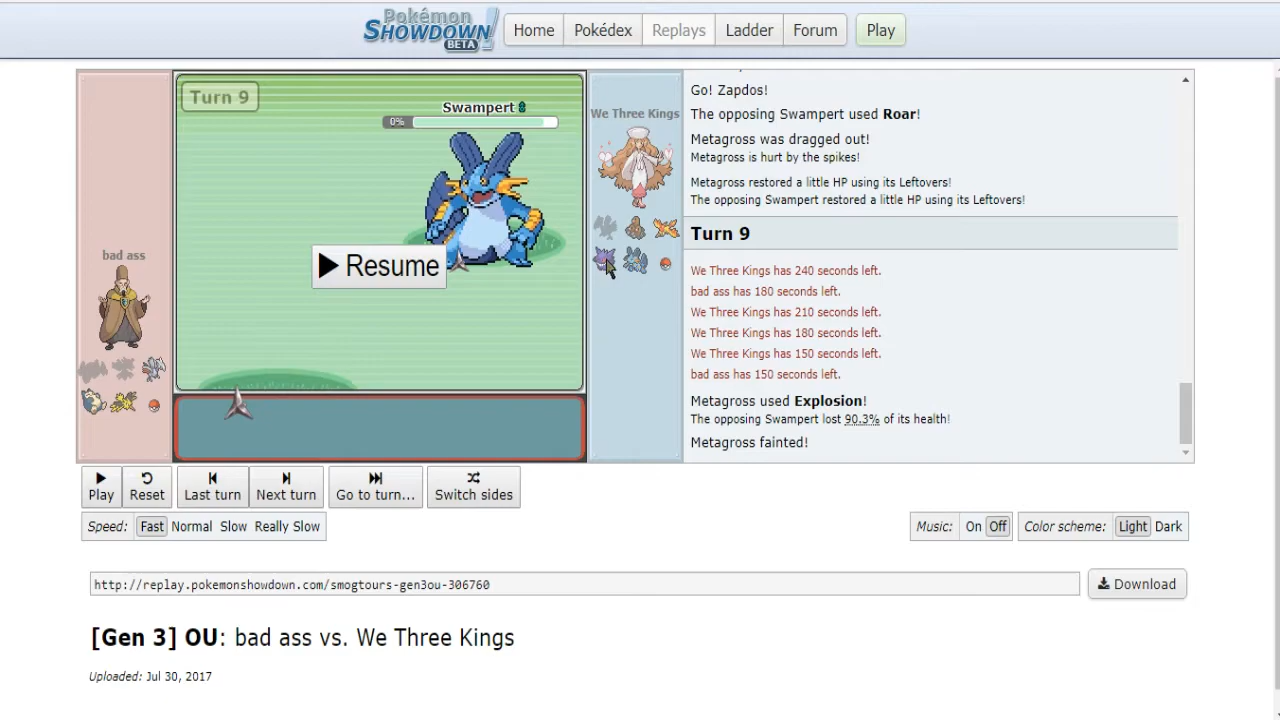 Pokémon
SHOWDOWN!
BETA
Home
Pokédex
Replays
Ladder
Forum
Play
Turn 9
Swampert
0%
Resume
bad ass
We Three Kings
Go! Zapdos!
The opposing Swampert used Roar!
Metagross was dragged out!
Metagross is hurt by the spikes!
Metagross restored a little HP using its Leftovers!
The opposing Swampert restored a little HP using its Leftovers!
Turn 9
We Three Kings has 240 seconds left.
bad ass has 180 seconds left.
We Three Kings has 210 seconds left.
We Three Kings has 180 seconds left.
We Three Kings has 150 seconds left.
bad ass has 150 seconds left.
Metagross used Explosion!
The opposing Swampert lost 90.3% of its health!
Metagross fainted!
Play
Reset
Last turn
Next turn
Go to turn...
Switch sides
Speed: Fast Normal Slow Really Slow
Music: On Off
Color scheme: Light Dark
http://replay.pokemonshowdown.com/smogtours-gen3ou-306760
Download
[Gen 3] OU: bad ass vs. We Three Kings
Uploaded: Jul 30, 2017